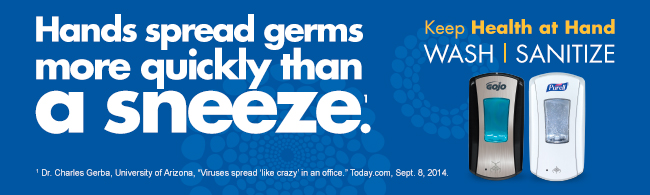 Hands spread germs
more quickly than
a sneeze.¹
¹ Dr. Charles Gerba, University of Arizona, “Viruses spread ‘like crazy’ in an office.” Today.com, Sept. 8, 2014.
Keep Health at Hand
WASH | SANITIZE
GOJO
Purell